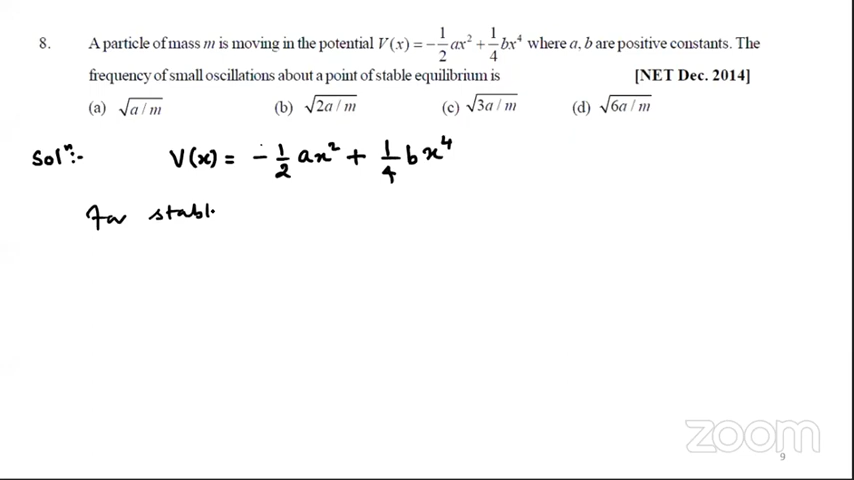 8. A particle of mass m is moving in the potential V(x) = −1/2 ax² + 1/4 bx⁴ where a, b are positive constants. The
frequency of small oscillations about a point of stable equilibrium is [NET Dec. 2014]
(a) √a/m (b) √2a/m (c) √3a/m (d) √6a/m
Solⁿ:- V(x) = −1/2 ax² + 1/4 bx⁴
For stabl
zoom
9